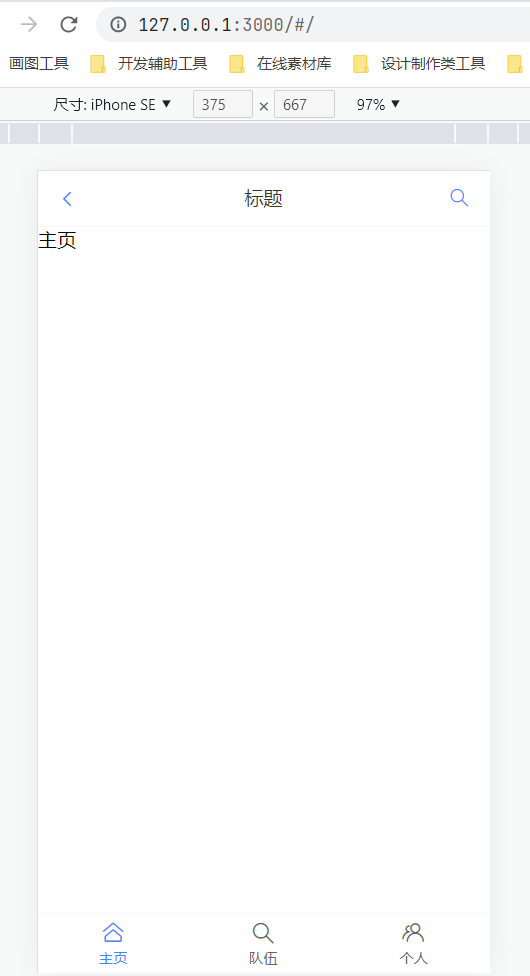 127.0.0.1:3000/#/
画图工具 开发辅助工具 在线素材库 设计制作类工具
尺寸: iPhone SE ▼ 375 × 667 97% ▼
标题
主页
主页 队伍 个人